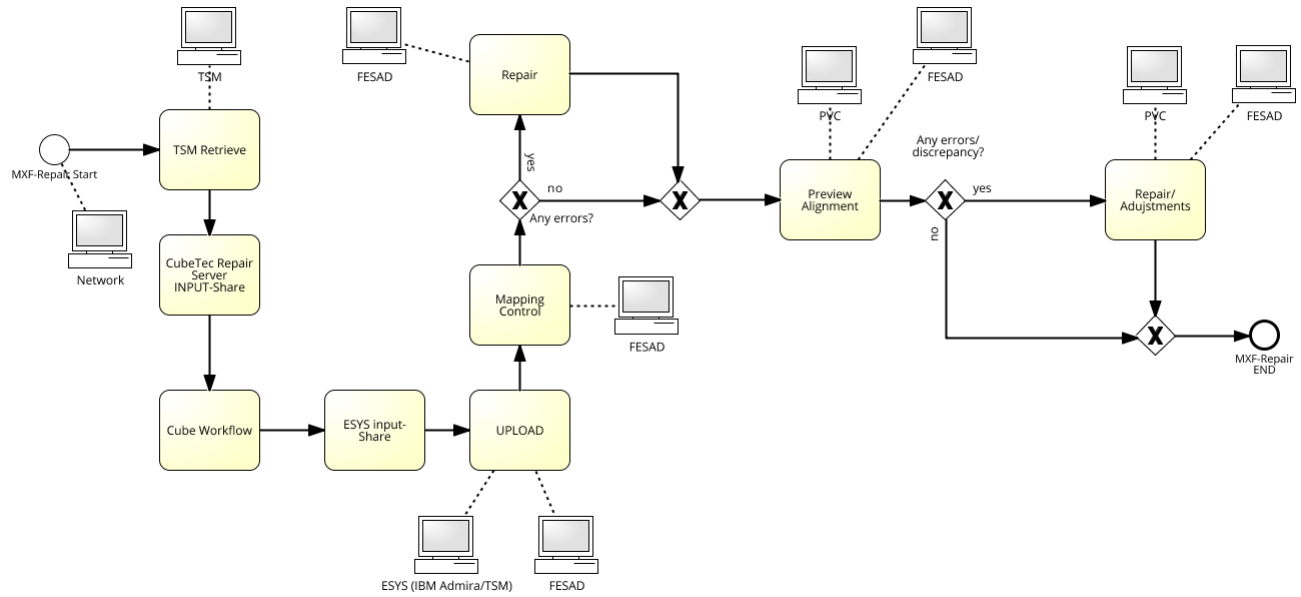 TSM
FESAD
Repair
PVC
FESAD
PVC
FESAD
TSM Retrieve
MXF-Repair Start
Network
CubeTec Repair
Server
INPUT-Share
Cube Workflow
ESYS input-
Share
UPLOAD
ESYS (IBM Admira/TSM)
FESAD
Mapping
Control
FESAD
Any errors?
yes
no
Preview
Alignment
Any errors/
discrepancy?
yes
no
Repair/
Adujstments
MXF-Repair
END